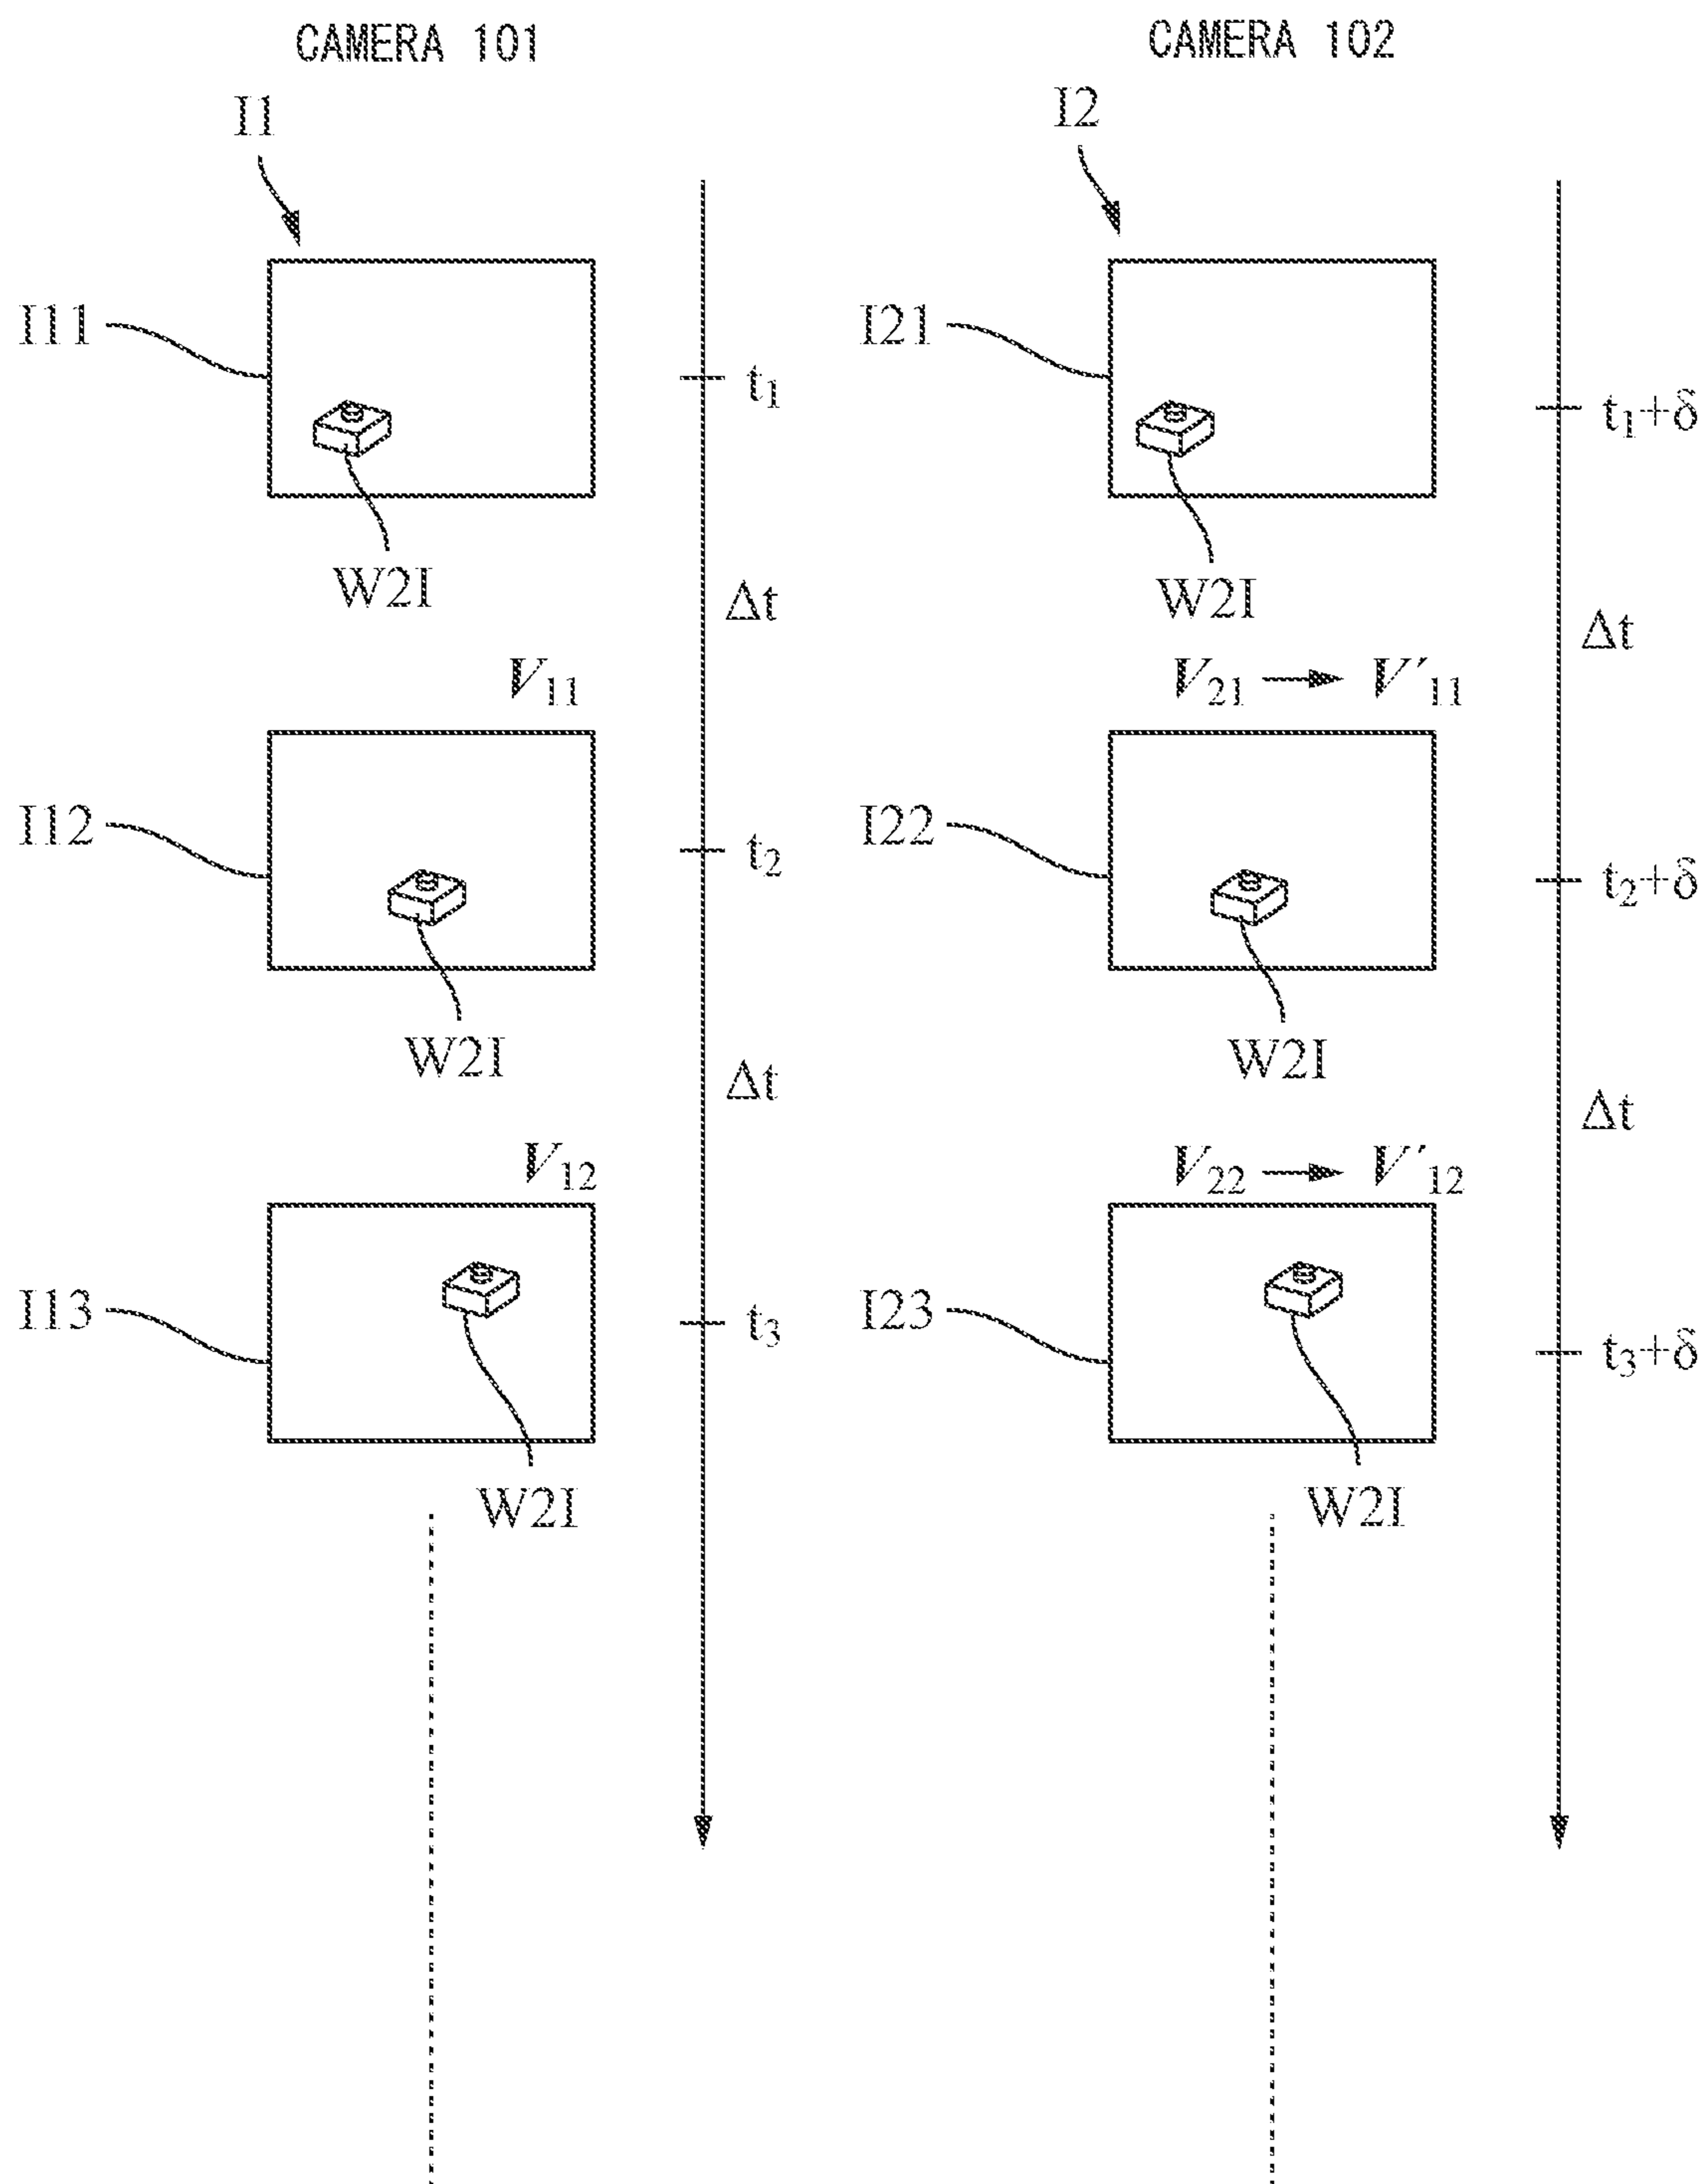 CAMERA 101
CAMERA 102
I1
I2
I11
t1
I21
t1+δ
W2I
W2I
Δt
Δt
V11
V21 → V′11
I12
t2
I22
t2+δ
W2I
W2I
Δt
Δt
V12
V22 → V′12
I13
t3
I23
t3+δ
W2I
W2I